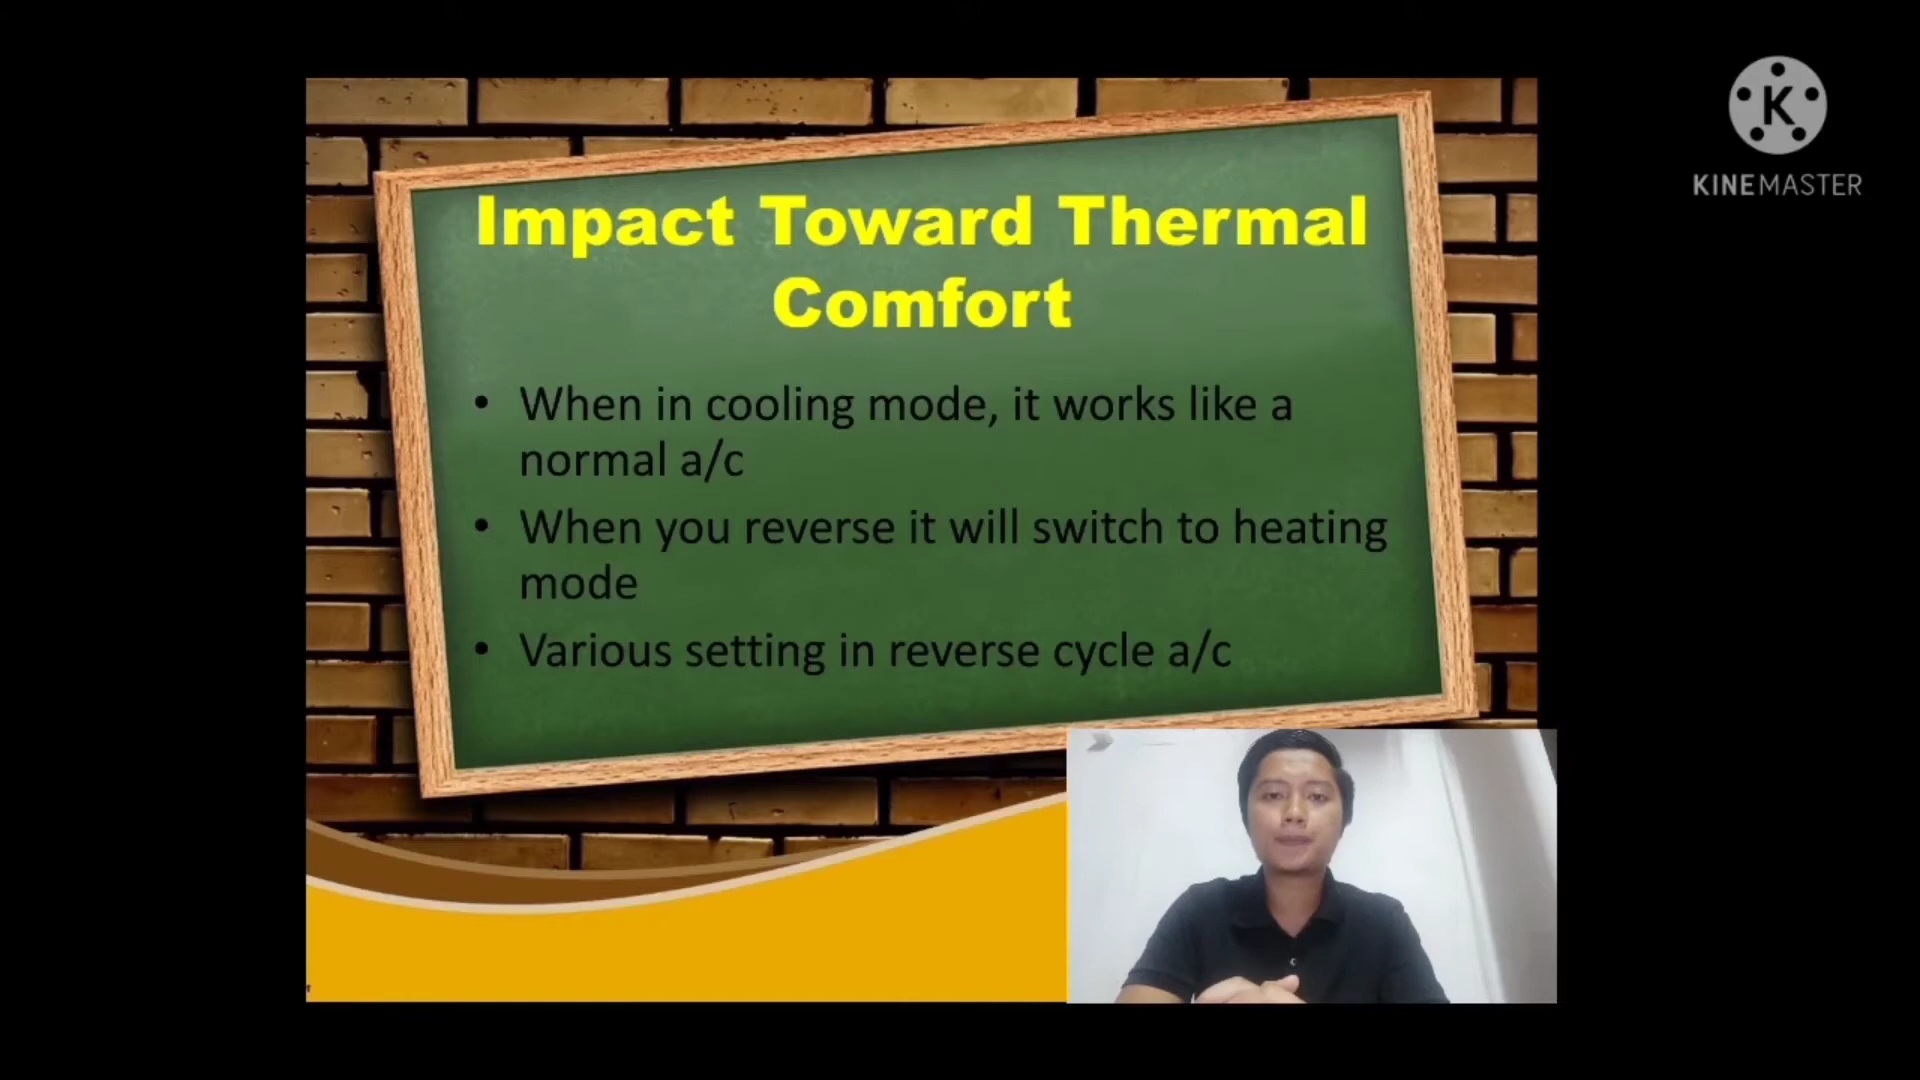 K
KINEMASTER
Impact Toward Thermal
Comfort
• When in cooling mode, it works like a
normal a/c
• When you reverse it will switch to heating
mode
• Various setting in reverse cycle a/c